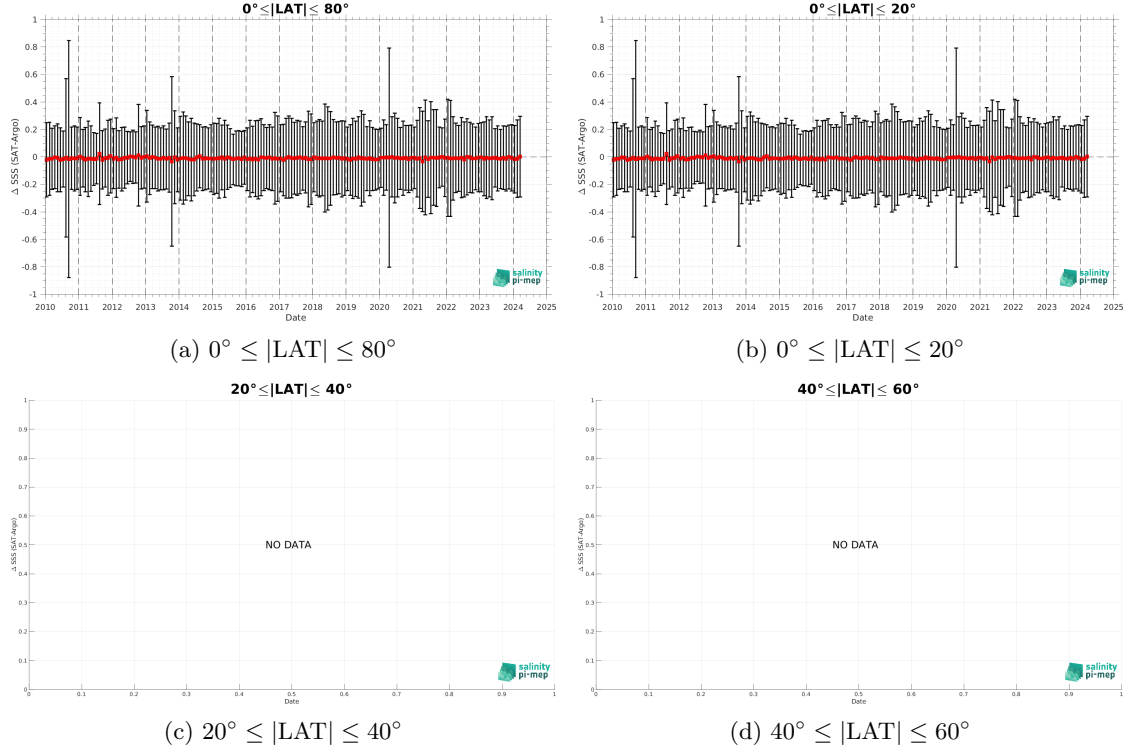 0°≤|LAT|≤ 80°
Δ SSS (SAT-Argo)
1
0.8
0.6
0.4
0.2
0
-0.2
-0.4
-0.6
-0.8
-1
2010 2011 2012 2013 2014 2015 2016 2017 2018 2019 2020 2021 2022 2023 2024 2025
Date
salinity
pi-mep
(a) 0° ≤ |LAT| ≤ 80°
0°≤|LAT|≤ 20°
Δ SSS (SAT-Argo)
1
0.8
0.6
0.4
0.2
0
-0.2
-0.4
-0.6
-0.8
-1
2010 2011 2012 2013 2014 2015 2016 2017 2018 2019 2020 2021 2022 2023 2024 2025
Date
salinity
pi-mep
(b) 0° ≤ |LAT| ≤ 20°
20°≤|LAT|≤ 40°
Δ SSS (SAT-Argo)
1
0.9
0.8
0.7
0.6
0.5
0.4
0.3
0.2
0.1
0
NO DATA
0 0.1 0.2 0.3 0.4 0.5 0.6 0.7 0.8 0.9 1
Date
salinity
pi-mep
(c) 20° ≤ |LAT| ≤ 40°
40°≤|LAT|≤ 60°
Δ SSS (SAT-Argo)
1
0.9
0.8
0.7
0.6
0.5
0.4
0.3
0.2
0.1
0
NO DATA
0 0.1 0.2 0.3 0.4 0.5 0.6 0.7 0.8 0.9 1
Date
salinity
pi-mep
(d) 40° ≤ |LAT| ≤ 60°